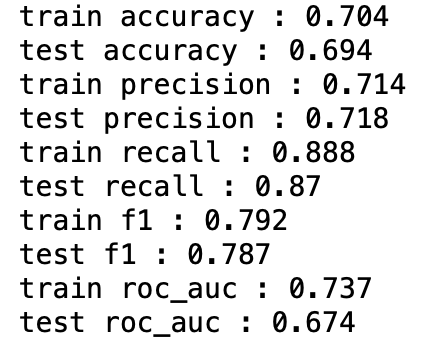 train accuracy : 0.704
test accuracy : 0.694
train precision : 0.714
test precision : 0.718
train recall : 0.888
test recall : 0.87
train f1 : 0.792
test f1 : 0.787
train roc_auc : 0.737
test roc_auc : 0.674